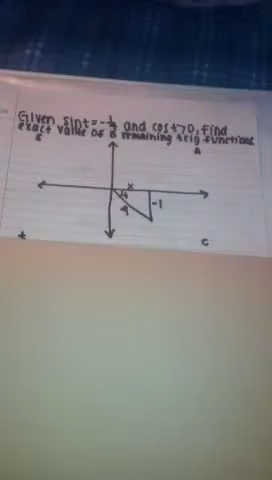 Given sint=-1/4 and cost>0, find
exact value of 5 remaining trig functions
s
A
x
4
-1
t
C